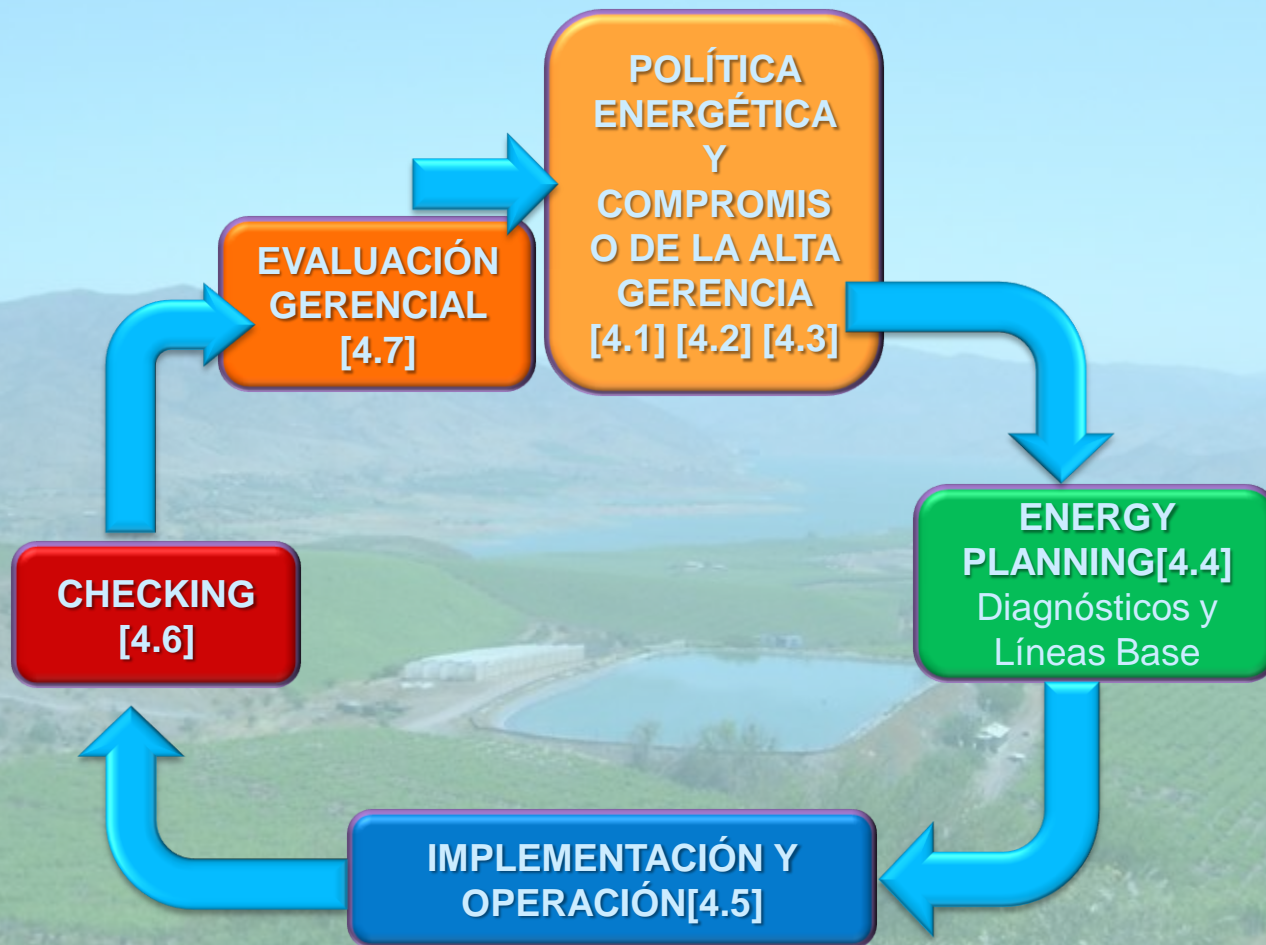 POLÍTICA
ENERGÉTICA
Y
COMPROMIS
O DE LA ALTA
GERENCIA
[4.1] [4.2] [4.3]
EVALUACIÓN
GERENCIAL
[4.7]
ENERGY
PLANNING[4.4]
Diagnósticos y
Líneas Base
CHECKING
[4.6]
IMPLEMENTACIÓN Y
OPERACIÓN[4.5]